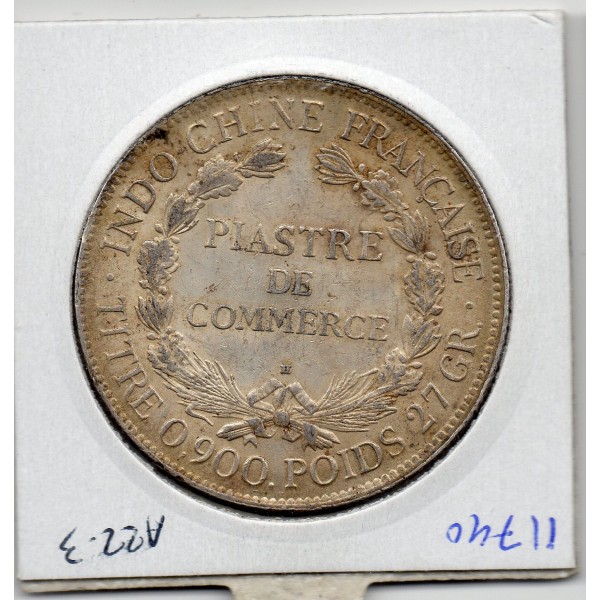 INDO-CHINE FRANÇAISE
PIASTRE
DE
COMMERCE
H
TITRE 0,900. POIDS. 27 GR.
A22-3
11740